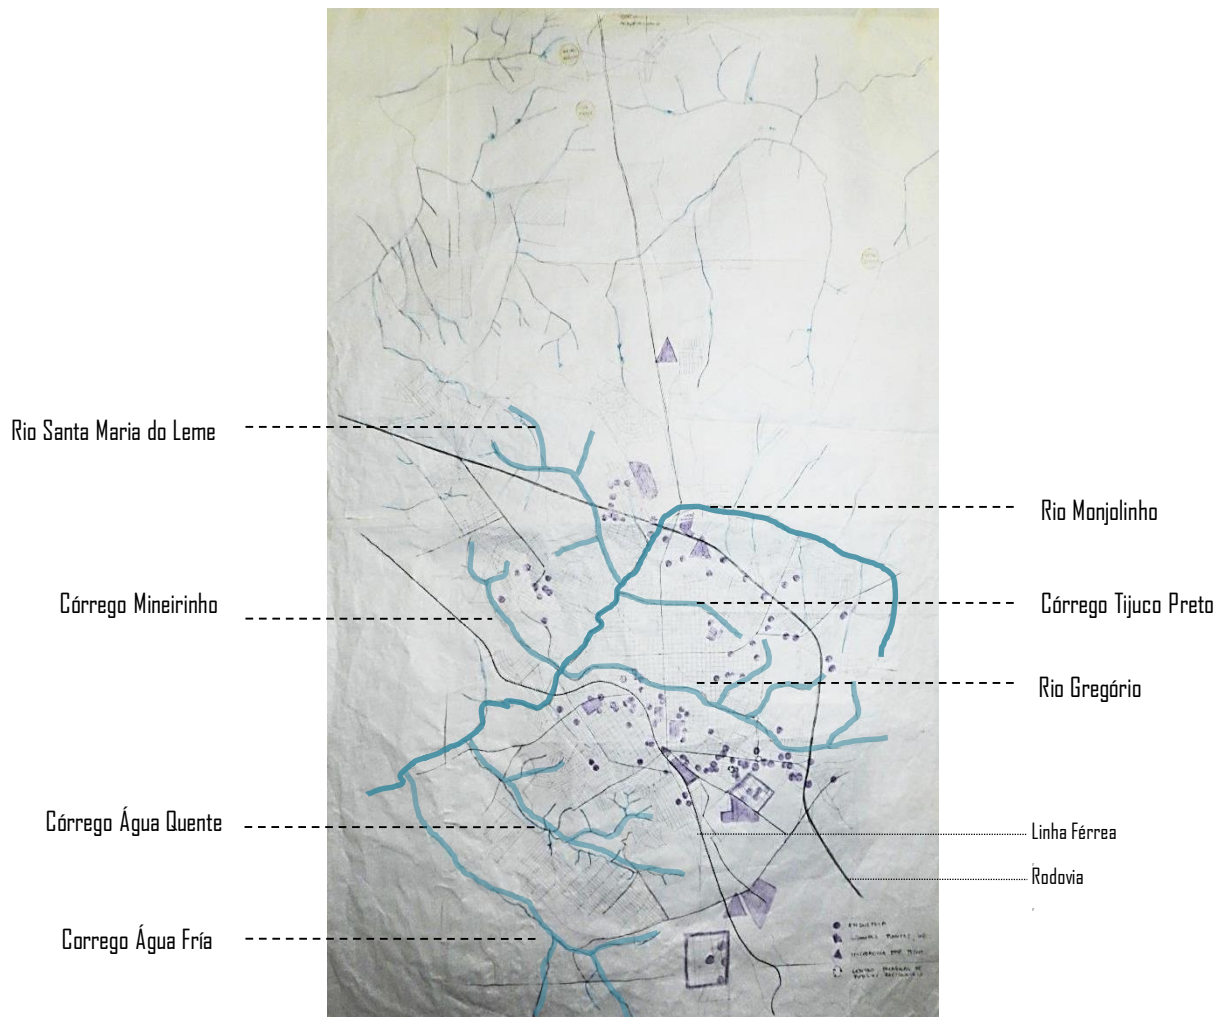 Rio Santa Maria do Leme
Rio Monjolinho
Córrego Mineirinho
Córrego Tijuco Preto
Rio Gregório
Córrego Água Quente
Linha Férrea
Rodovia
Corrego Água Fría